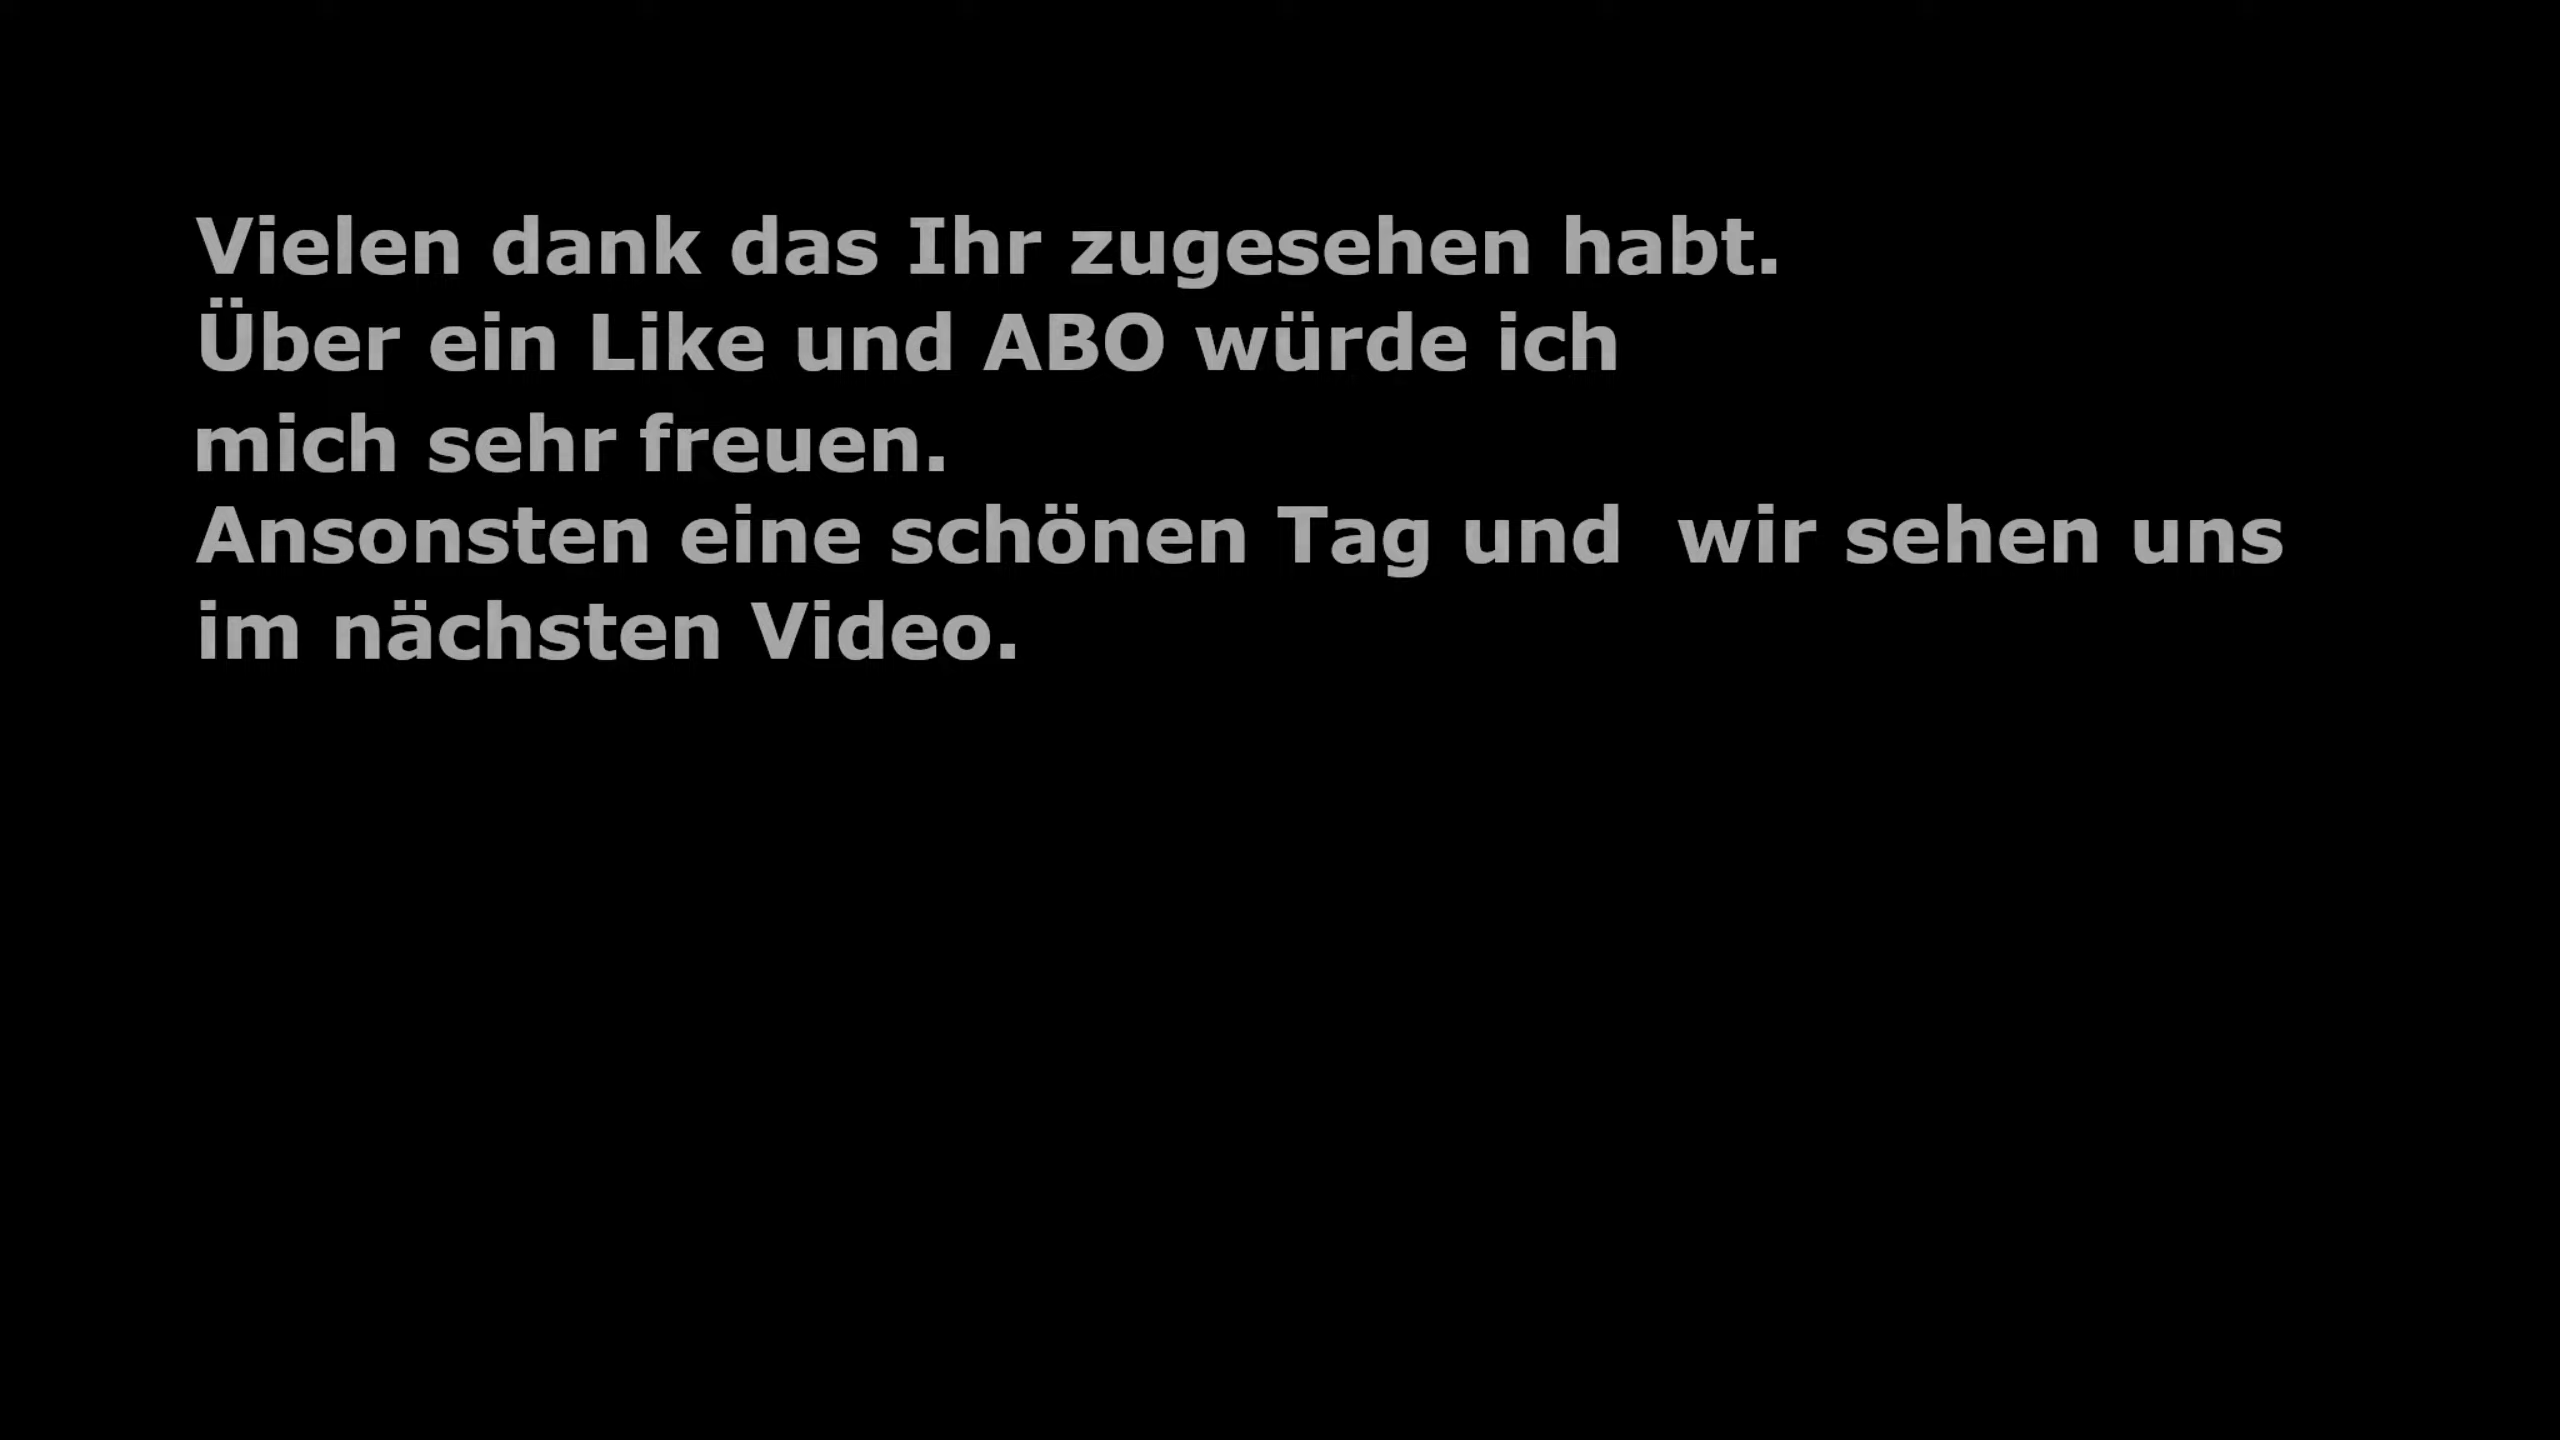 Vielen dank das Ihr zugesehen habt.
Über ein Like und ABO würde ich
mich sehr freuen.
Ansonsten eine schönen Tag und  wir sehen uns
im nächsten Video.